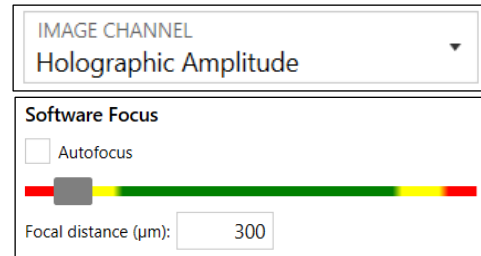 IMAGE CHANNEL
Holographic Amplitude
Software Focus
Autofocus
Focal distance (µm): 300